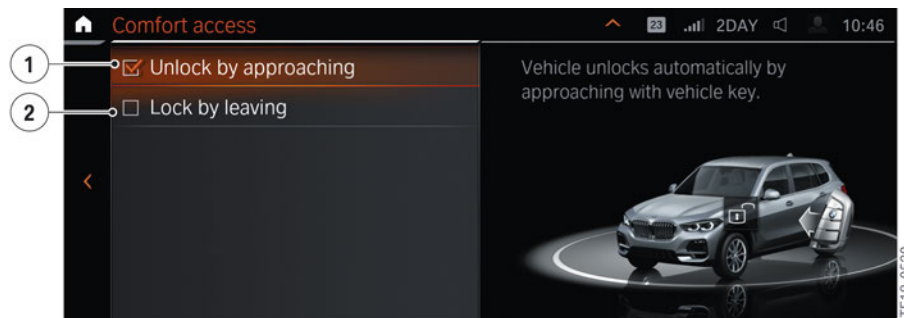 Comfort access
23 2DAY 10:46
1 Unlock by approaching
2 Lock by leaving
Vehicle unlocks automatically by
approaching with vehicle key.